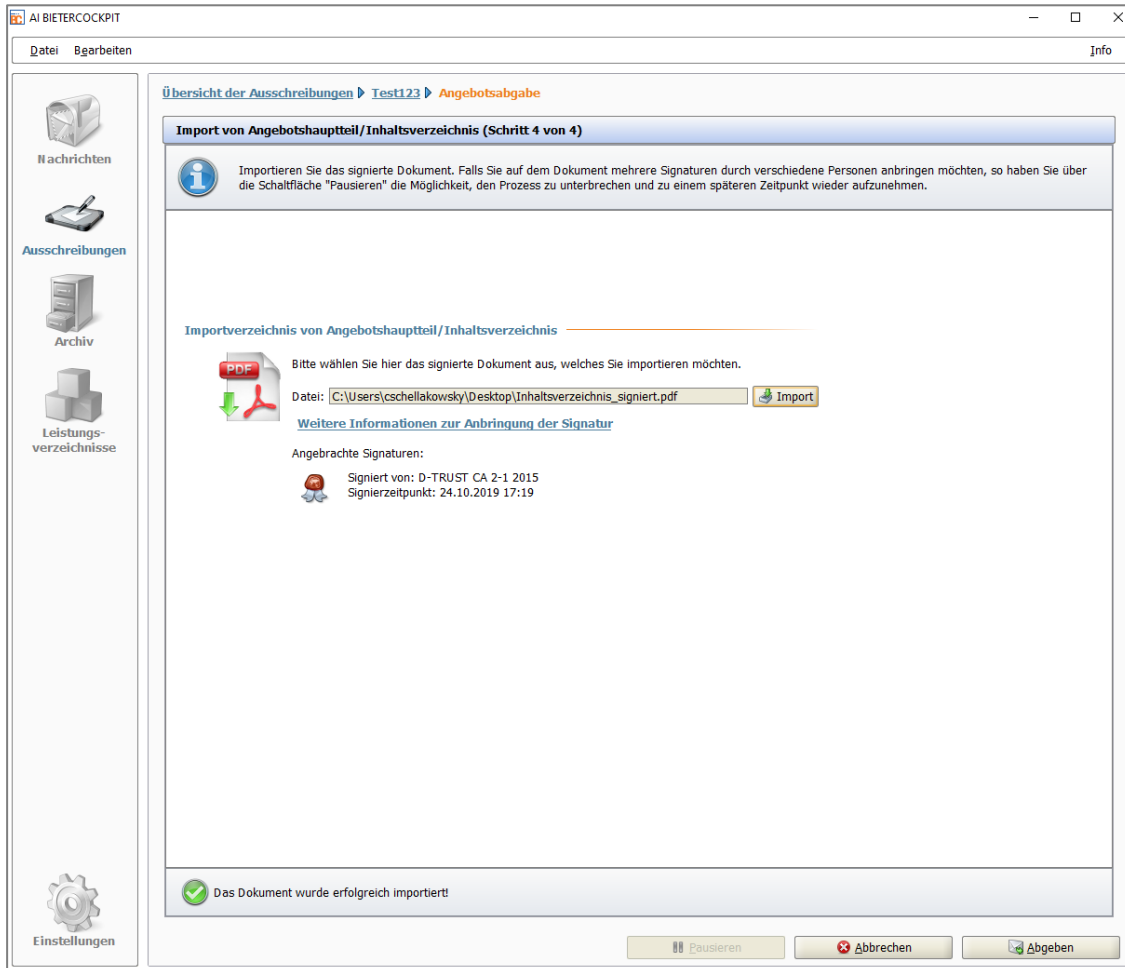 AI BIETERCOCKPIT
Datei Bearbeiten Info
Nachrichten
Ausschreibungen
Archiv
Leistungs-
verzeichnisse
Einstellungen
Übersicht der Ausschreibungen Test123 Angebotsabgabe
Import von Angebotshauptteil/Inhaltsverzeichnis (Schritt 4 von 4)
Importieren Sie das signierte Dokument. Falls Sie auf dem Dokument mehrere Signaturen durch verschiedene Personen anbringen möchten, so haben Sie über
die Schaltfläche "Pausieren" die Möglichkeit, den Prozess zu unterbrechen und zu einem späteren Zeitpunkt wieder aufzunehmen.
Importverzeichnis von Angebotshauptteil/Inhaltsverzeichnis
PDF
Bitte wählen Sie hier das signierte Dokument aus, welches Sie importieren möchten.
Datei: C:\Users\cschellakowsky\Desktop\Inhaltsverzeichnis_signiert.pdf Import
Weitere Informationen zur Anbringung der Signatur
Angebrachte Signaturen:
Signiert von: D-TRUST CA 2-1 2015
Signierzeitpunkt: 24.10.2019 17:19
Das Dokument wurde erfolgreich importiert!
Pausieren Abbrechen Abgeben